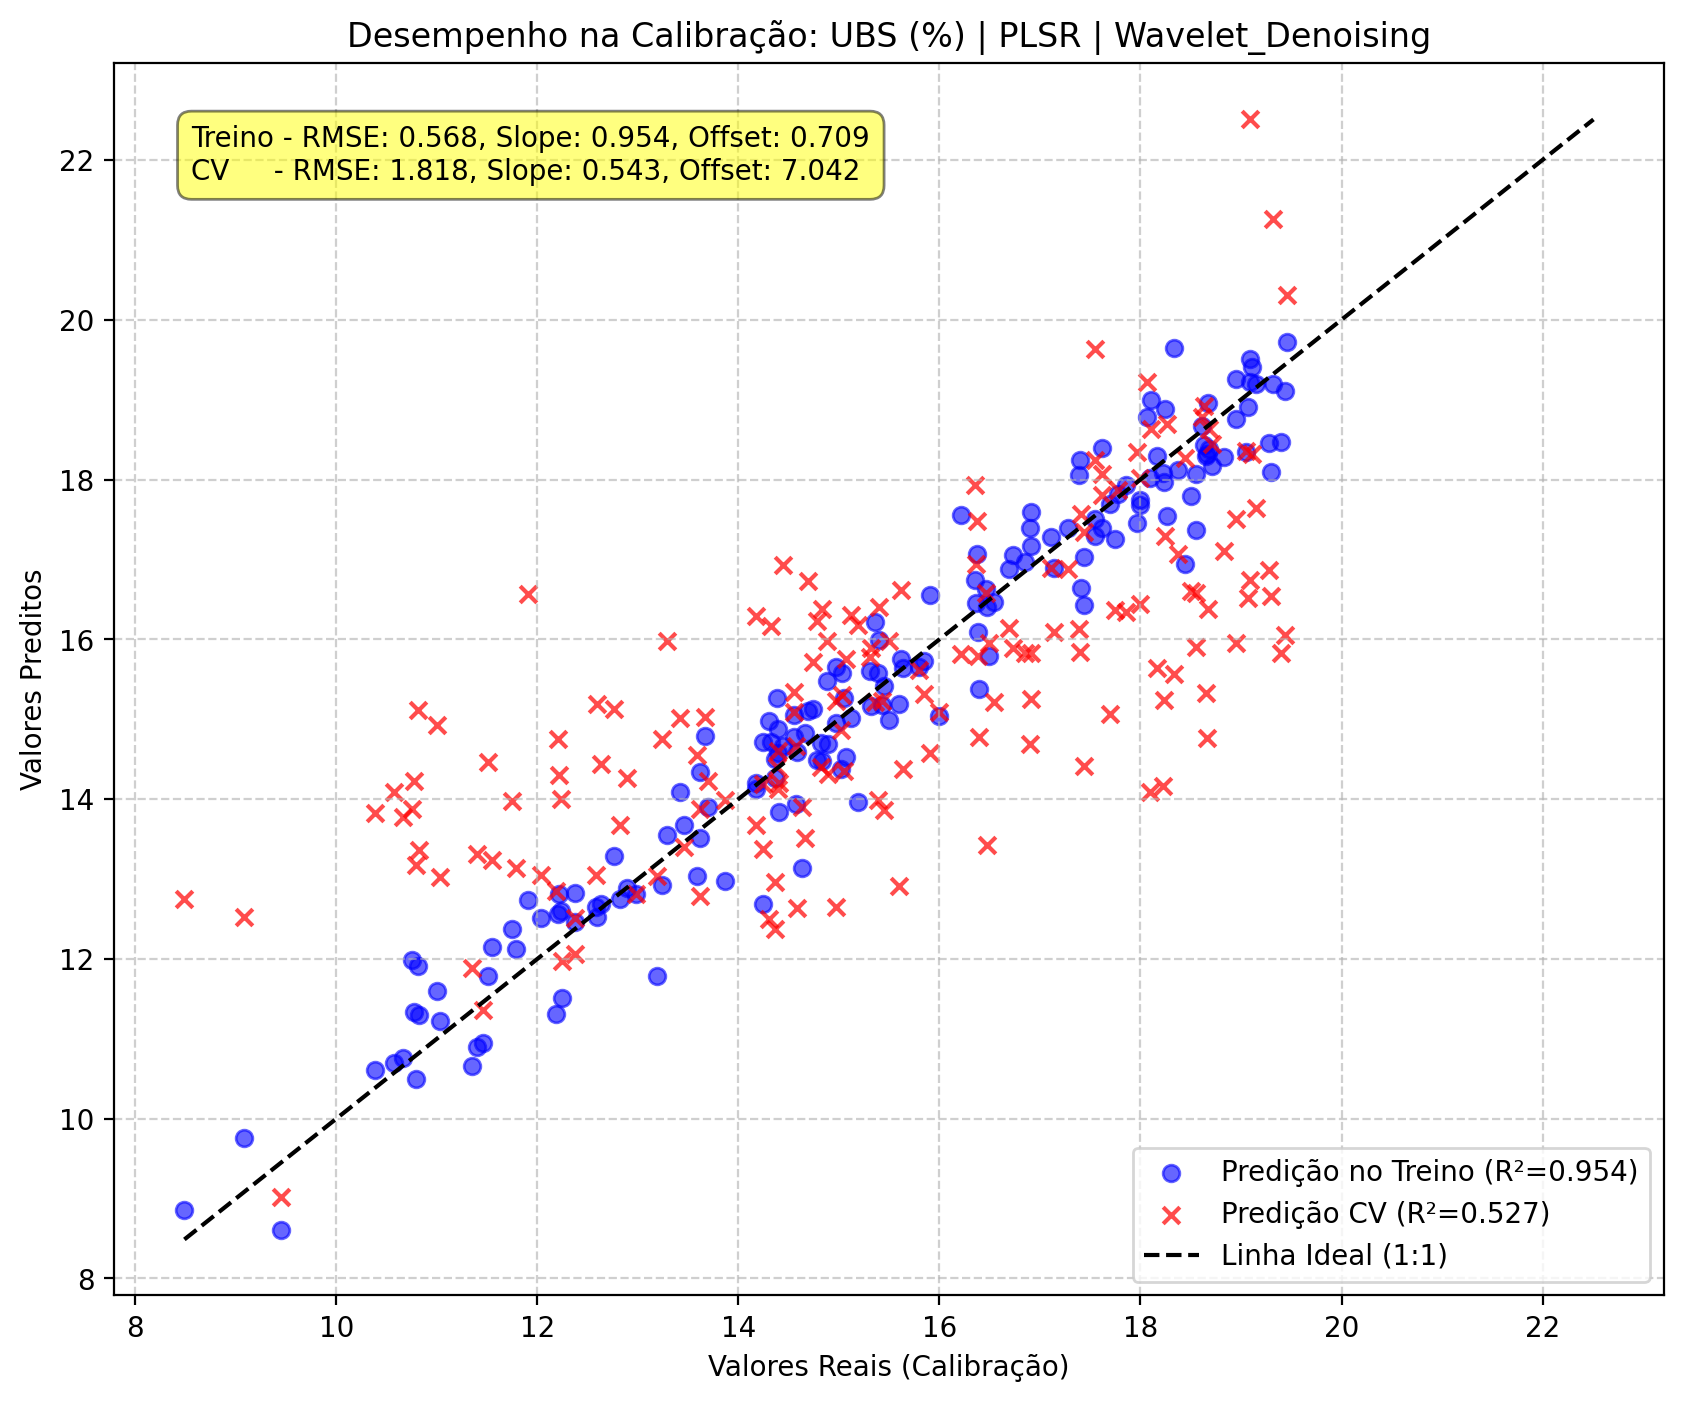 Desempenho na Calibração: UBS (%) | PLSR | Wavelet_Denoising
Treino - RMSE: 0.568, Slope: 0.954, Offset: 0.709
CV - RMSE: 1.818, Slope: 0.543, Offset: 7.042
Valores Preditos
22
20
18
16
14
12
10
8
Predição no Treino (R²=0.954)
Predição CV (R²=0.527)
Linha Ideal (1:1)
8 10 12 14 16 18 20 22
Valores Reais (Calibração)